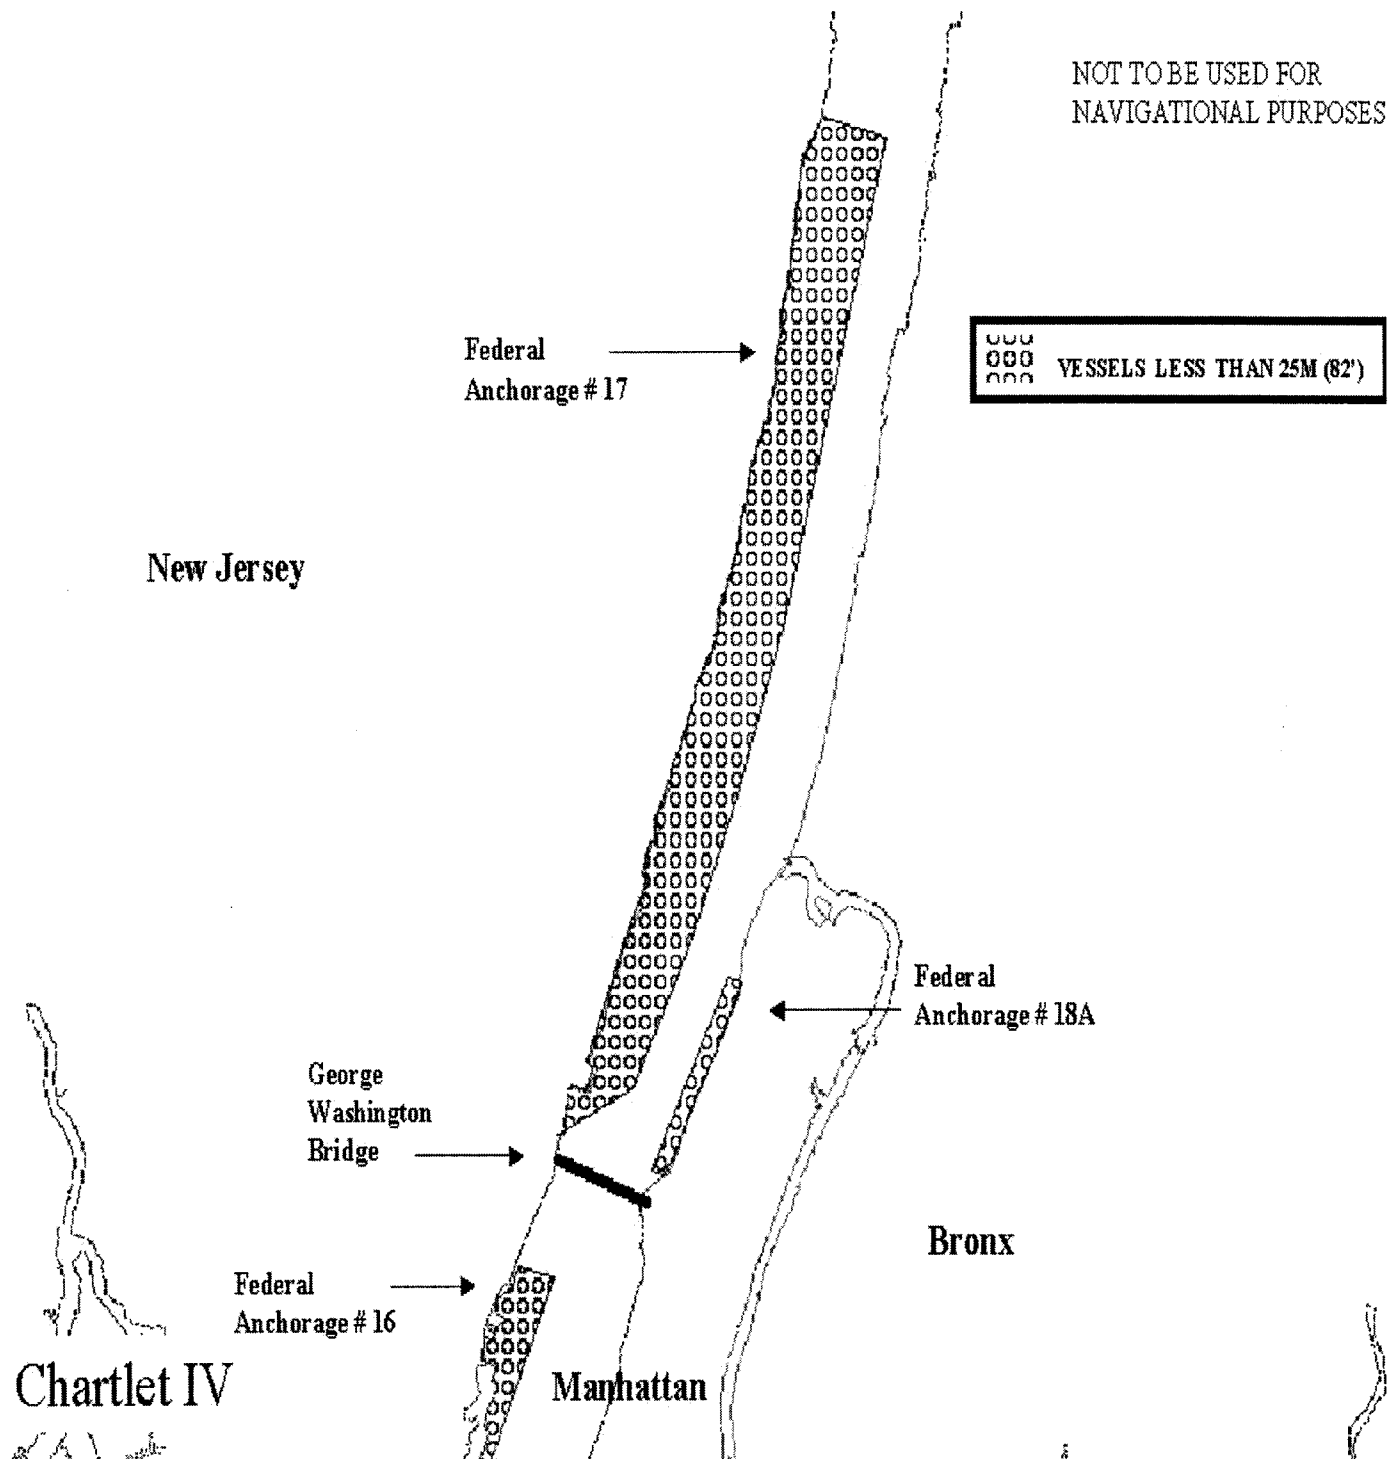 NOT TO BE USED FOR
NAVIGATIONAL PURPOSES
Federal
Anchorage # 17
VESSELS LESS THAN 25M (82')
New Jersey
Federal
Anchorage # 18A
George
Washington
Bridge
Bronx
Federal
Anchorage # 16
Chartlet IV
Manhattan